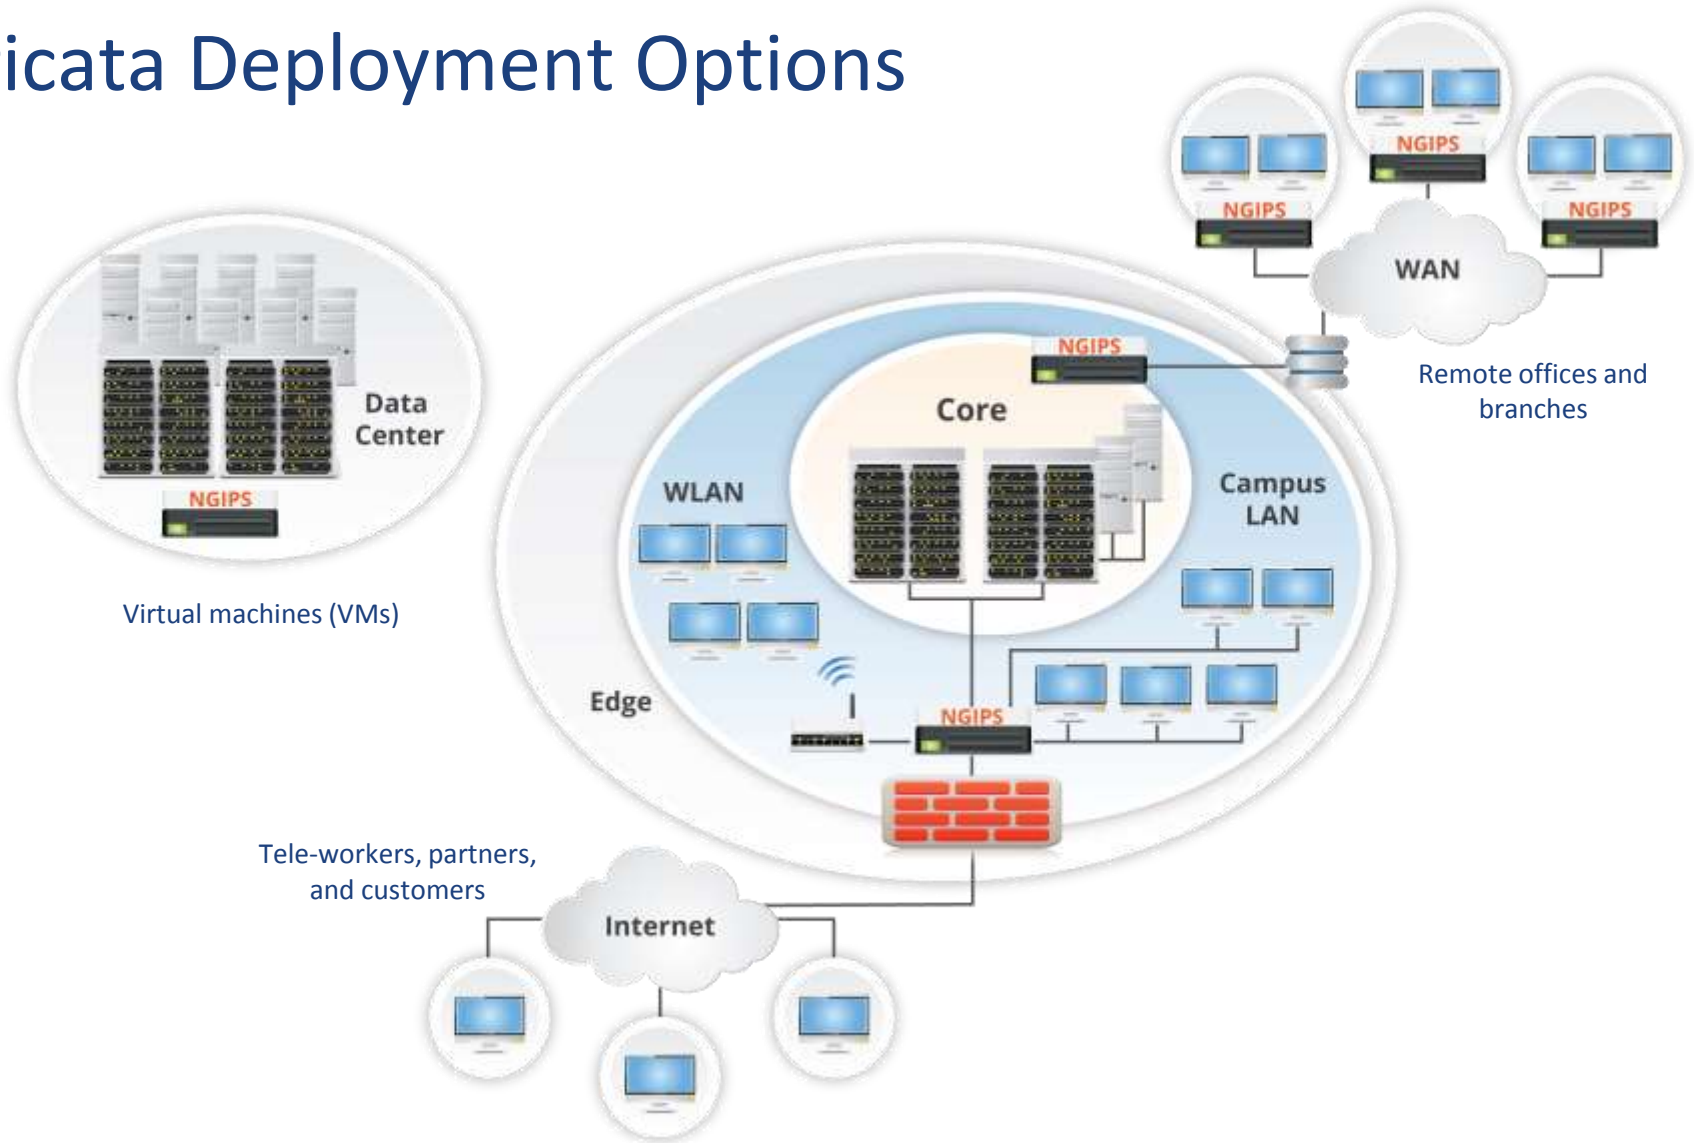 icata Deployment Options
NGIPS
NGIPS
NGIPS
WAN
Remote offices and
branches
Data
Center
NGIPS
Virtual machines (VMs)
NGIPS
Core
WLAN
Campus
LAN
Edge
NGIPS
Tele-workers, partners,
and customers
Internet